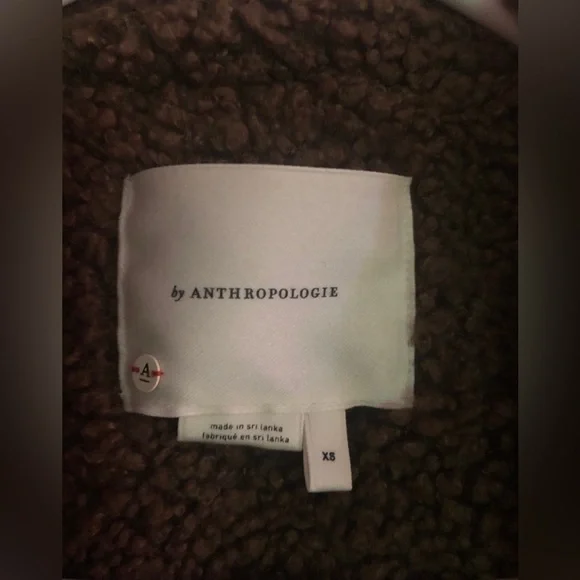 by ANTHROPOLOGIE
A
made in sri lanka
fabriqué en sri lanka
XS